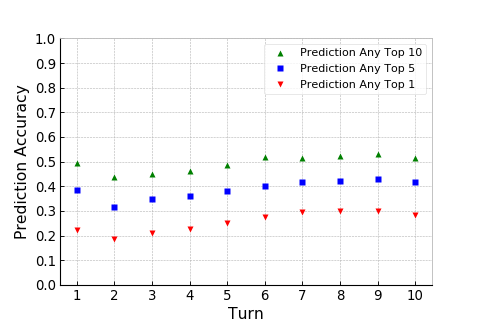 Prediction Accuracy
1.0
0.9
0.8
0.7
0.6
0.5
0.4
0.3
0.2
0.1
0.0
Prediction Any Top 10
Prediction Any Top 5
Prediction Any Top 1
1 2 3 4 5 6 7 8 9 10
Turn